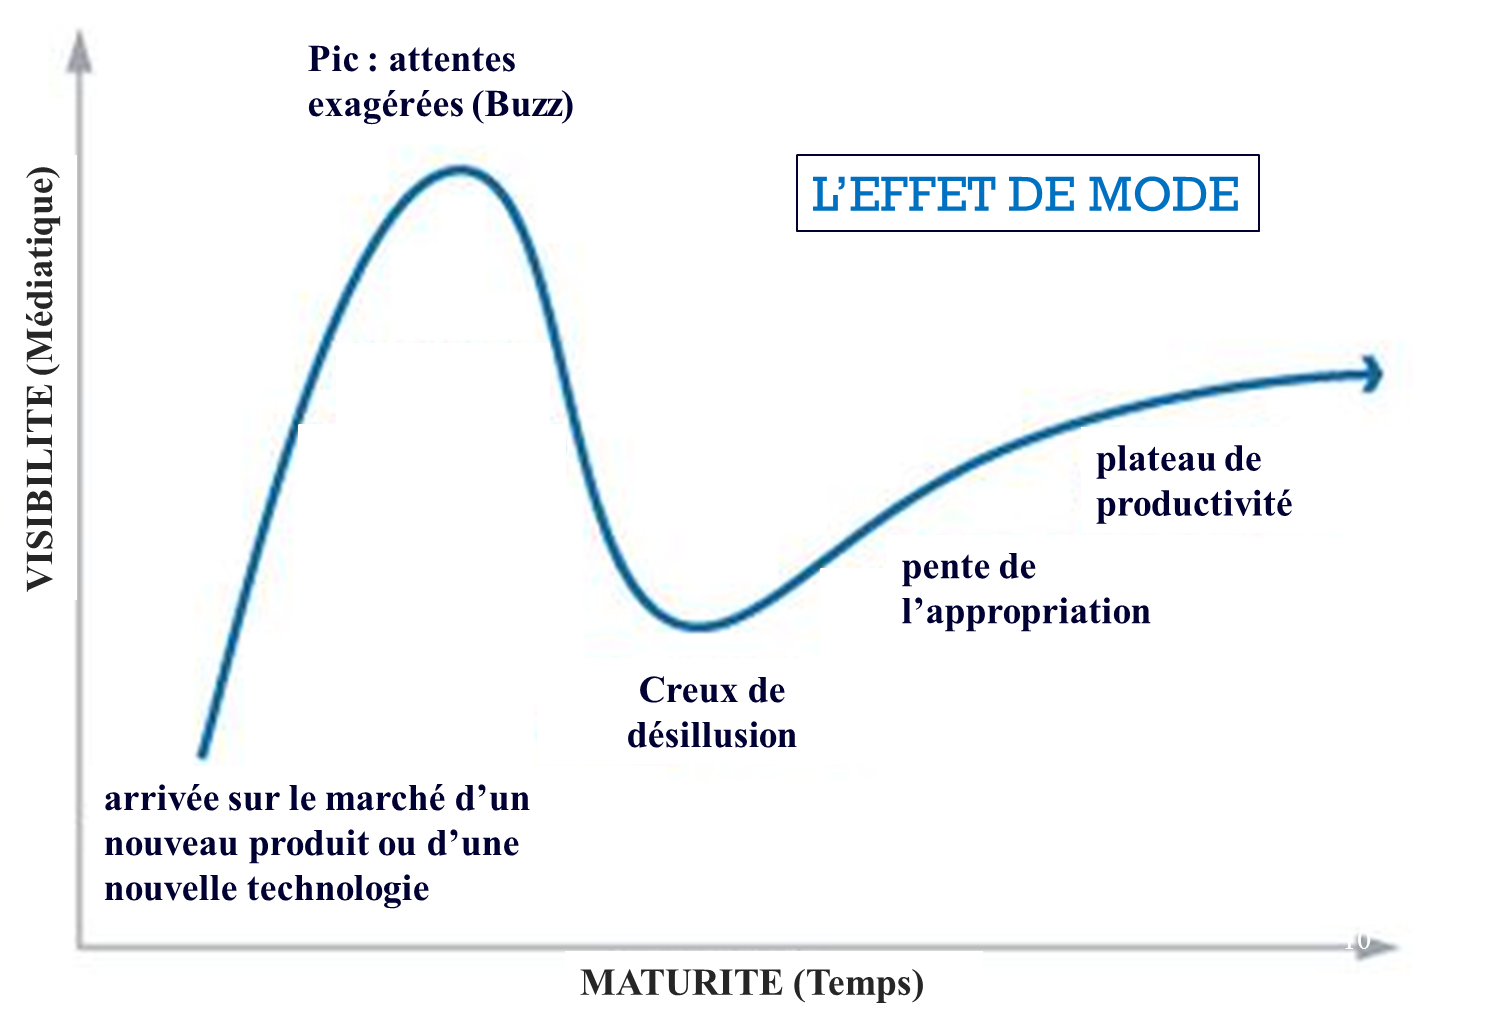 Pic : attentes
exagérées (Buzz)
L’EFFET DE MODE
VISIBILITE (Médiatique)
plateau de
productivité
pente de
l’appropriation
Creux de
désillusion
arrivée sur le marché d’un
nouveau produit ou d’une
nouvelle technologie
10
MATURITE (Temps)